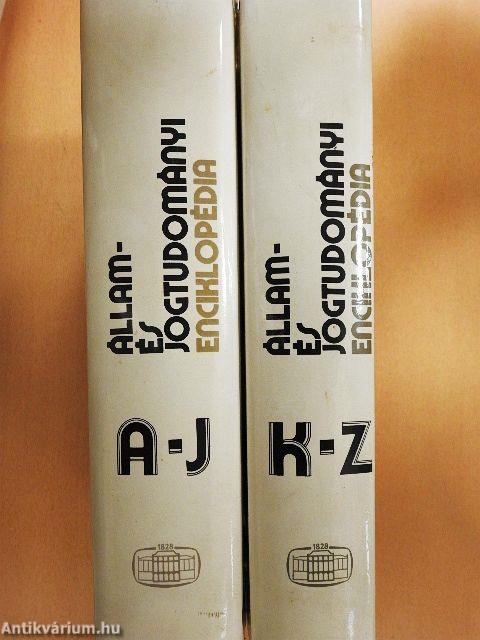 ÁLLAM-
ÉS
JOGTUDOMÁNYI
ENCIKLOPÉDIA
A-J
1828
ÁLLAM-
ÉS
JOGTUDOMÁNYI
ENCIKLOPÉDIA
K-Z
1828
Antikvárium.hu